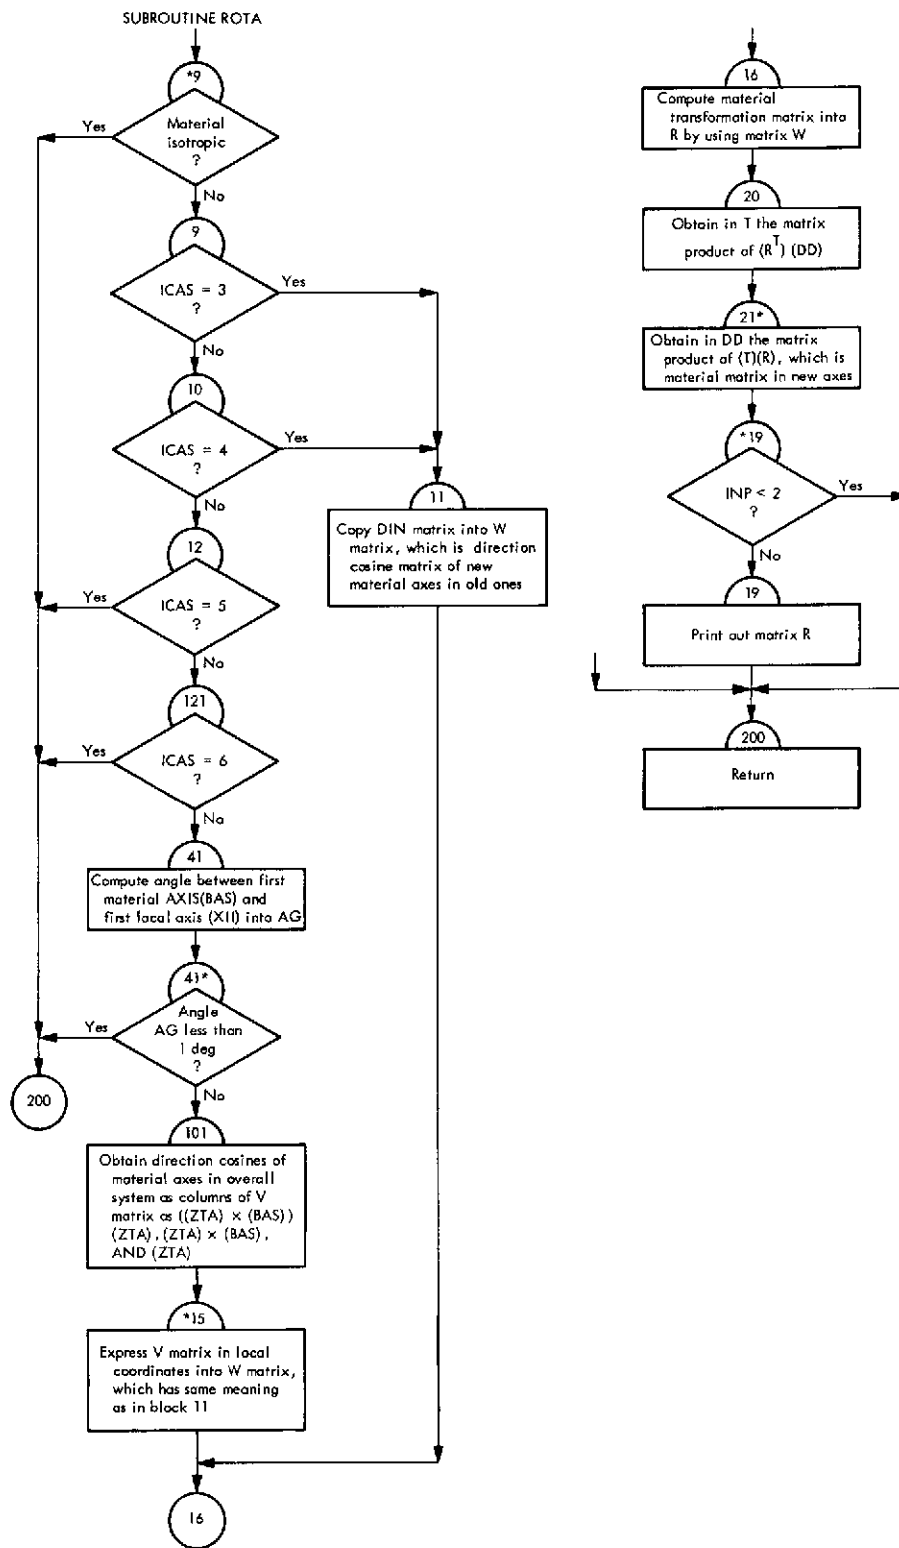 SUBROUTINE ROTA
*9
Material
isotropic
?
Yes
No
9
ICAS = 3
?
Yes
No
10
ICAS = 4
?
Yes
No
12
ICAS = 5
?
Yes
No
121
ICAS = 6
?
Yes
No
41
Compute angle between first
material AXIS(BAS) and
first local axis (XII) into AG
41*
Angle
AG less than
1 deg
?
Yes
No
200
101
Obtain direction cosines of
material axes in overall
system as columns of V
matrix as ((ZTA) × (BAS))
(ZTA), (ZTA) × (BAS),
AND (ZTA)
*15
Express V matrix in local
coordinates into W matrix,
which has same meaning
as in block 11
16
11
Copy DIN matrix into W
matrix, which is direction
cosine matrix of new
material axes in old ones
16
Compute material
transformation matrix into
R by using matrix W
20
Obtain in T the matrix
product of (R^T) (DD)
21*
Obtain in DD the matrix
product of (T)(R), which is
material matrix in new axes
*19
INP < 2
?
Yes
No
19
Print out matrix R
200
Return